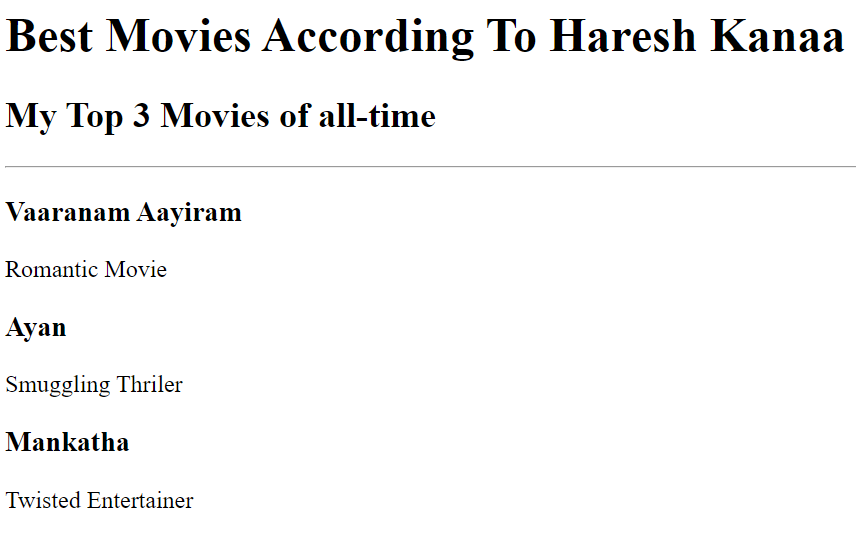 Best Movies According To Haresh Kanaa
My Top 3 Movies of all-time
Vaaranam Aayiram
Romantic Movie
Ayan
Smuggling Thriler
Mankatha
Twisted Entertainer